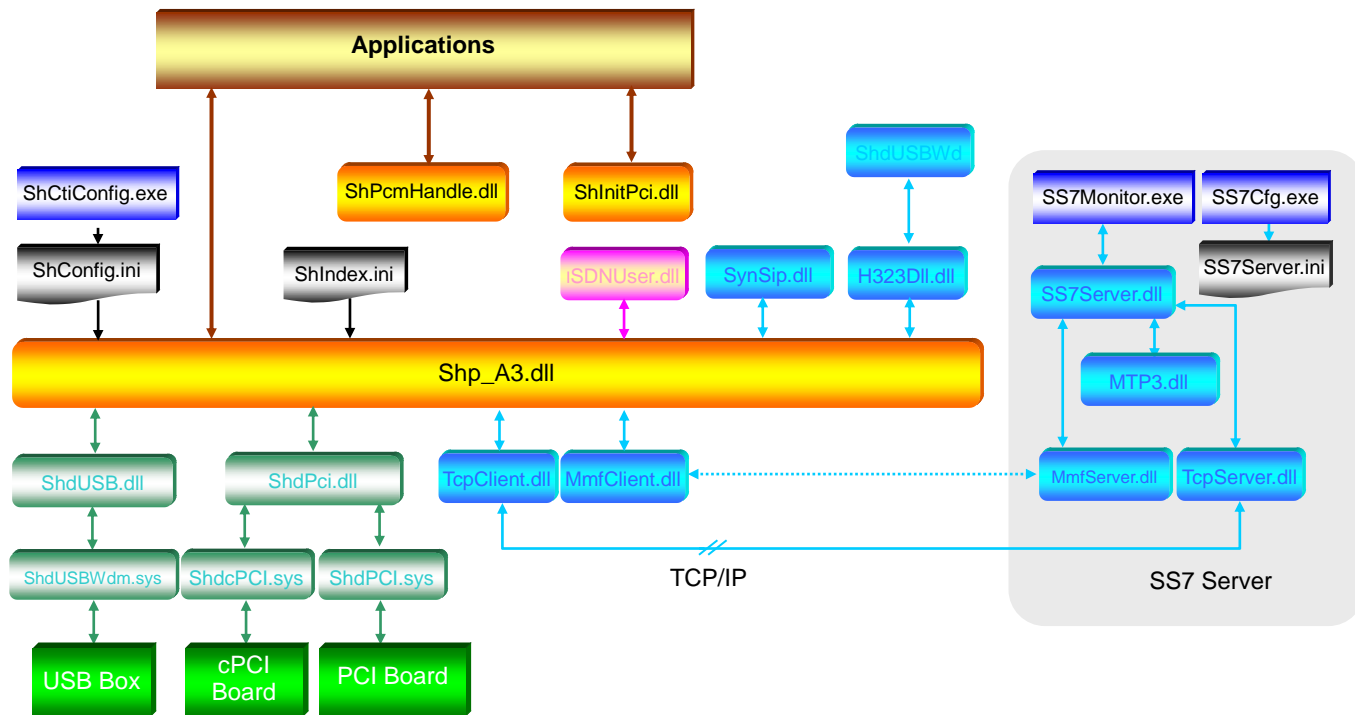 Applications
ShdUSBWd
ShCtiConfig.exe
ShPcmHandle.dll
ShInitPci.dll
SS7Monitor.exe
SS7Cfg.exe
ShConfig.ini
ShIndex.ini
iSDNUser.dll
SynSip.dll
H323Dll.dll
SS7Server.dll
SS7Server.ini
Shp_A3.dll
MTP3.dll
ShdUSB.dll
ShdPci.dll
TcpClient.dll
MmfClient.dll
MmfServer.dll
TcpServer.dll
ShdUSBWdm.sys
ShdcPCI.sys
ShdPCI.sys
TCP/IP
SS7 Server
USB Box
cPCI
Board
PCI Board